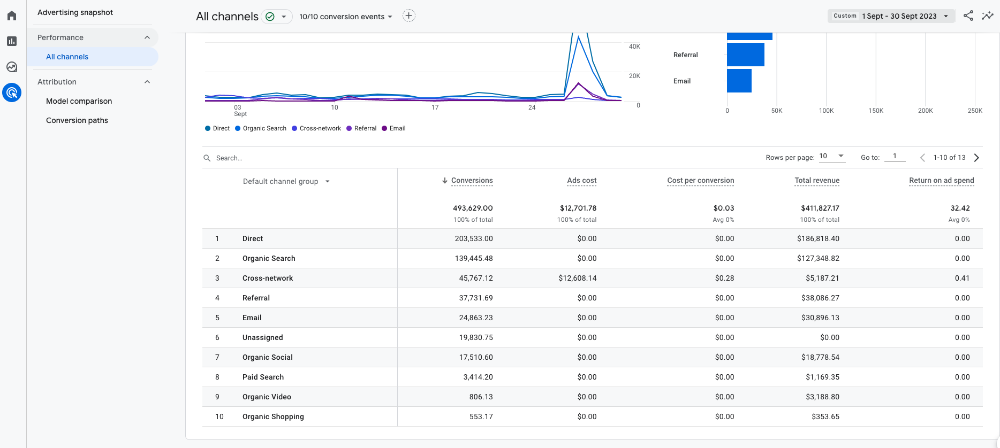 Advertising snapshot
Performance
All channels
Attribution
Model comparison
Conversion paths
All channels
10/10 conversion events
Custom 1 Sept - 30 Sept 2023
40K
20K
0
03 Sept 10 17 24
Direct Organic Search Cross-network Referral Email
Referral
Email
0 50K 100K 150K 200K 250K
Search...
Rows per page: 10 Go to: 1 1-10 of 13
Default channel group Conversions Ads cost Cost per conversion Total revenue Return on ad spend
493,629.00 $12,701.78 $0.03 $411,827.17 32.42
100% of total 100% of total Avg 0% 100% of total Avg 0%
1 Direct 203,533.00 $0.00 $0.00 $186,818.40 0.00
2 Organic Search 139,445.48 $0.00 $0.00 $127,348.82 0.00
3 Cross-network 45,767.12 $12,608.14 $0.28 $5,187.21 0.41
4 Referral 37,731.69 $0.00 $0.00 $38,086.27 0.00
5 Email 24,863.23 $0.00 $0.00 $30,896.13 0.00
6 Unassigned 19,830.75 $0.00 $0.00 $0.00 0.00
7 Organic Social 17,510.60 $0.00 $0.00 $18,778.54 0.00
8 Paid Search 3,414.20 $0.00 $0.00 $1,169.35 0.00
9 Organic Video 806.13 $0.00 $0.00 $3,188.80 0.00
10 Organic Shopping 553.17 $0.00 $0.00 $353.65 0.00